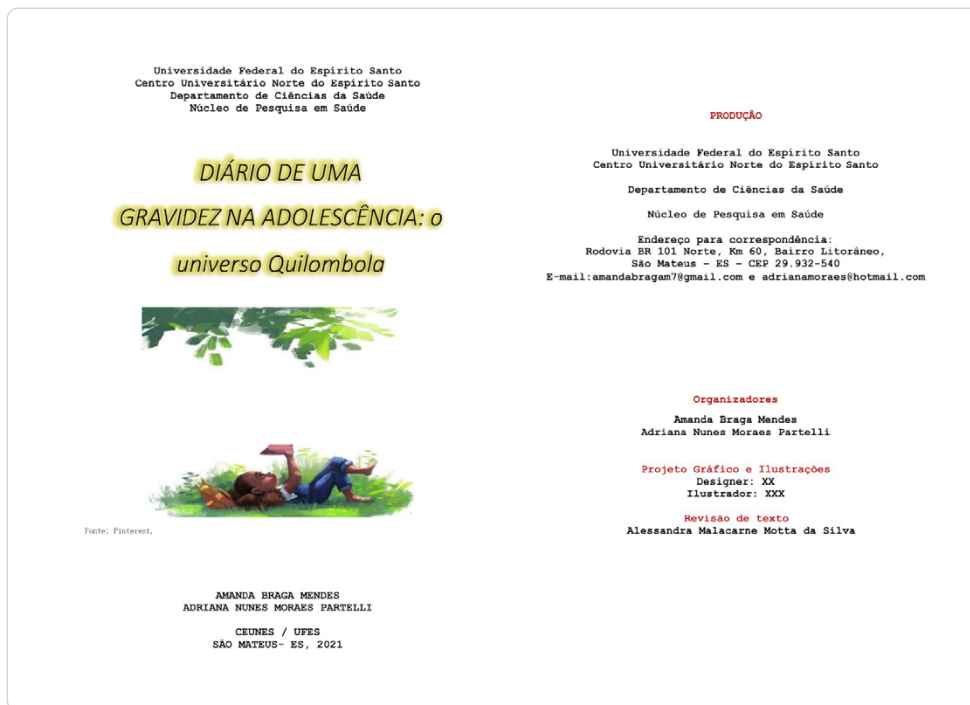 Universidade Federal do Espírito Santo
Centro Universitário Norte do Espírito Santo
Departamento de Ciências da Saúde
Núcleo de Pesquisa em Saúde
DIÁRIO DE UMA
GRAVIDEZ NA ADOLESCÊNCIA: o
universo Quilombola
Fonte: Pinterest.
AMANDA BRAGA MENDES
ADRIANA NUNES MORAES PARTELLI
CEUNES / UFES
SÃO MATEUS- ES, 2021
PRODUÇÃO
Universidade Federal do Espírito Santo
Centro Universitário Norte do Espírito Santo
Departamento de Ciências da Saúde
Núcleo de Pesquisa em Saúde
Endereço para correspondência:
Rodovia BR 101 Norte, Km 60, Bairro Litorâneo,
São Mateus – ES – CEP 29.932-540
E-mail:amandabragam7@gmail.com e adrianamoraes@hotmail.com
Organizadores
Amanda Braga Mendes
Adriana Nunes Moraes Partelli
Projeto Gráfico e Ilustrações
Designer: XX
Ilustrador: XXX
Revisão de texto
Alessandra Malacarne Motta da Silva